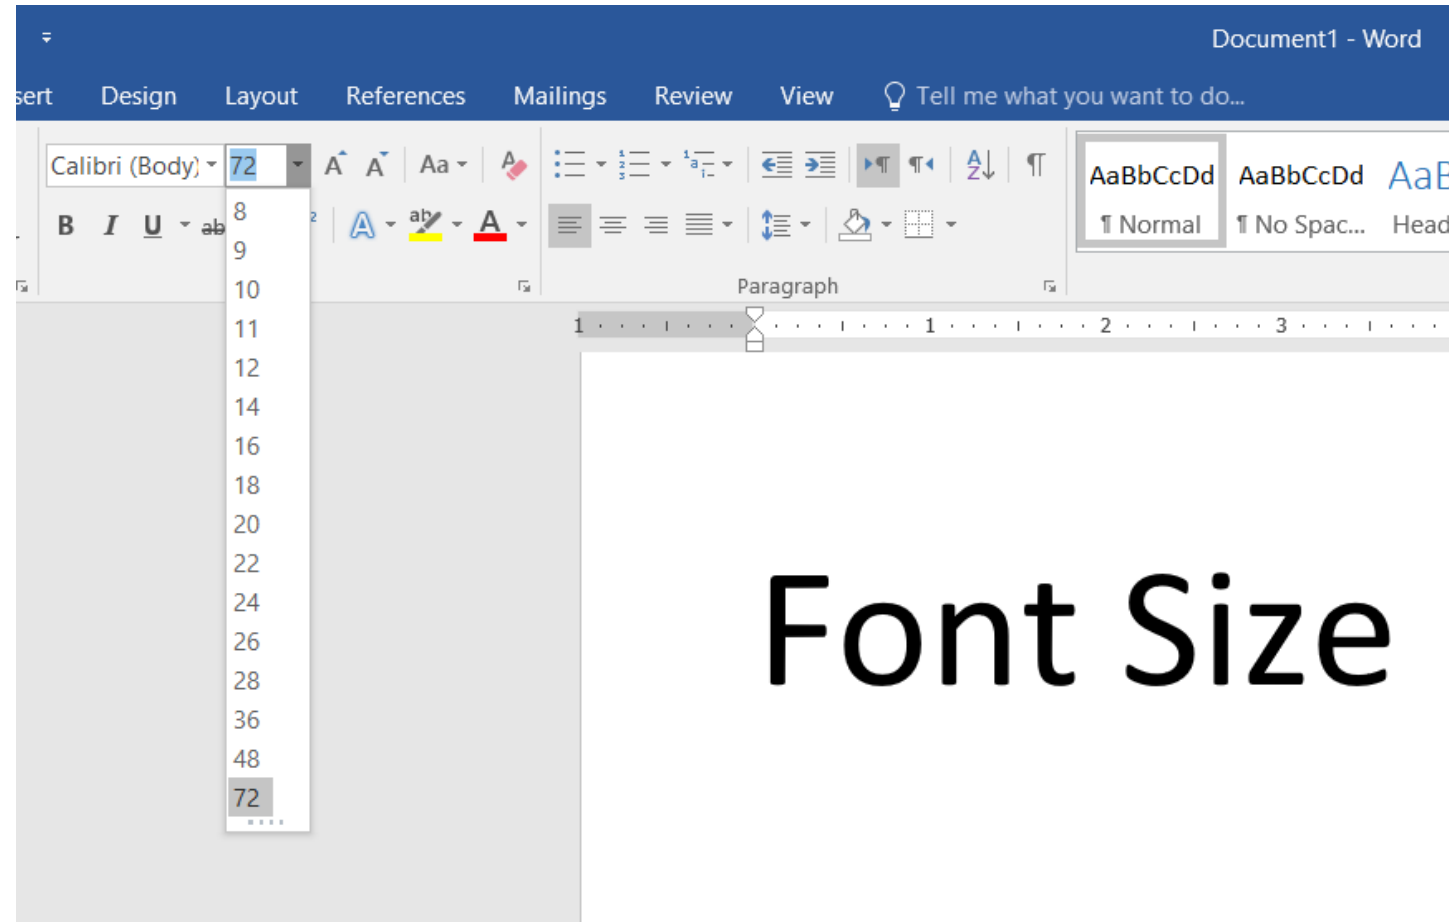 Document1 - Word
sert Design Layout References Mailings Review View Tell me what you want to do...
Calibri (Body) 72 Aa AaBbCcDd AaBbCcDd AaB
B I U ab ¶ Normal ¶ No Spac... Head
Paragraph
1 1 2 3
8
9
10
11
12
14
16
18
20
22
24
26
28
36
48
72
Font Size